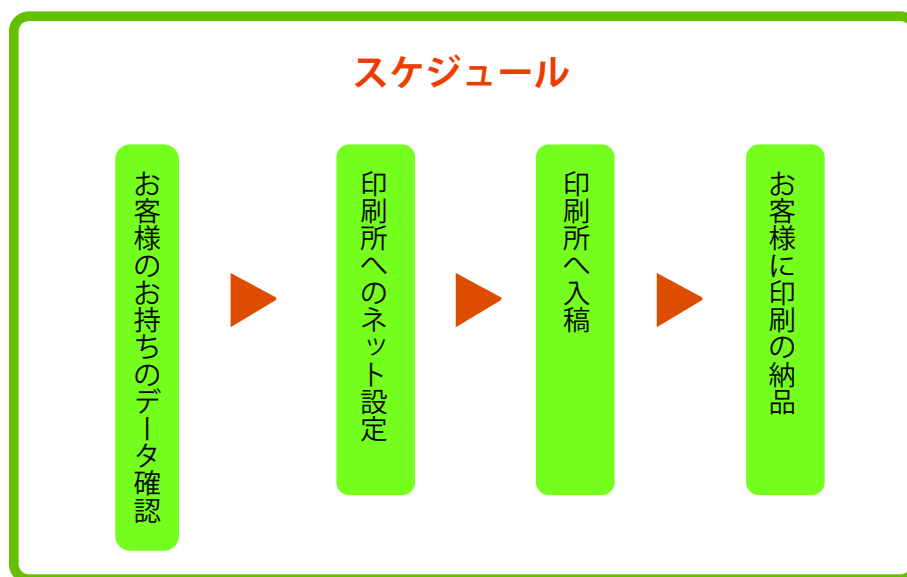 スケジュール
お客様のお持ちのデータ確認
印刷所へのネット設定
印刷所へ入稿
お客様に印刷の納品